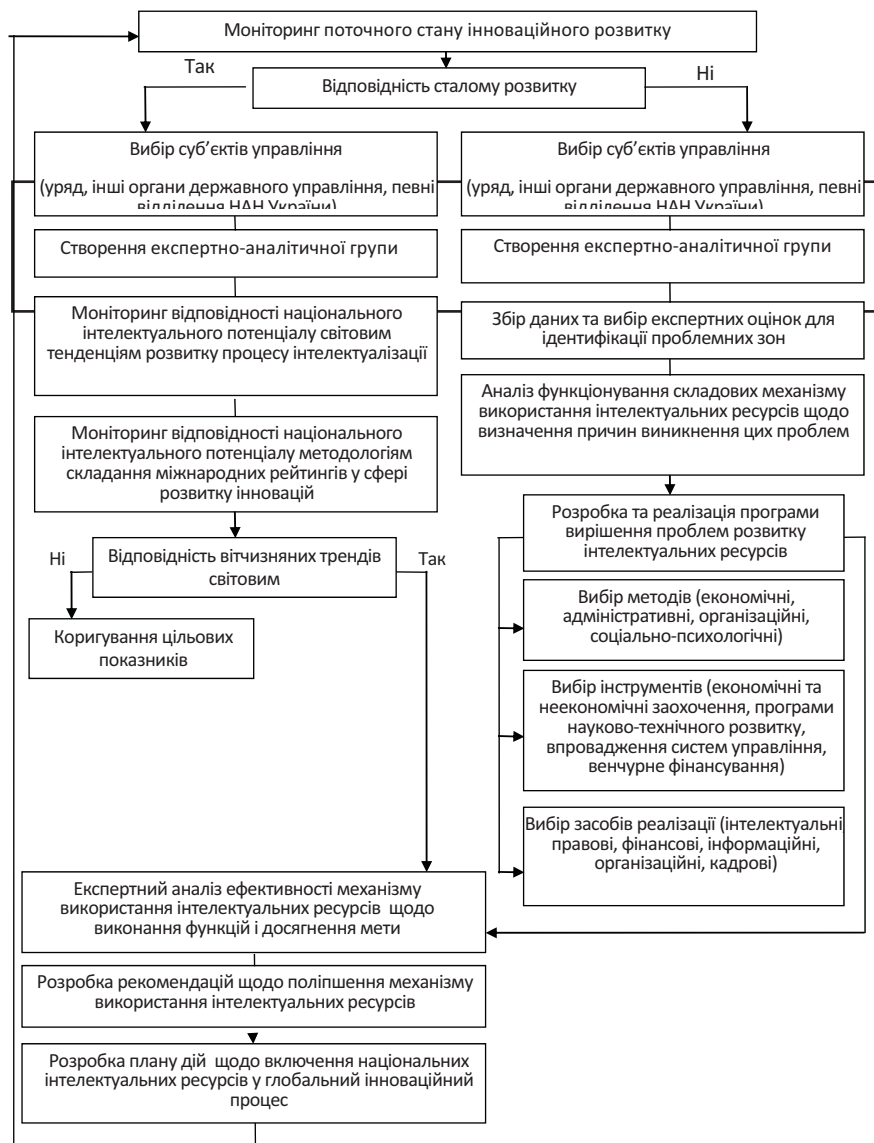 Моніторинг поточного стану інноваційного розвитку
Так
Відповідність сталому розвитку
Ні
Вибір суб’єктів управління
(уряд, інші органи державного управління, певні
відділення НАН України)
Створення експертно-аналітичної групи
Моніторинг відповідності національного
інтелектуального потенціалу світовим
тенденціям розвитку процесу інтелектуалізації
Моніторинг відповідності національного
інтелектуального потенціалу методологіям
складання міжнародних рейтингів у сфері
розвитку інновацій
Ні
Відповідність вітчизняних трендів
світовим
Так
Коригування цільових
показників
Вибір суб’єктів управління
(уряд, інші органи державного управління, певні
відділення НАН України)
Створення експертно-аналітичної групи
Збір даних та вибір експертних оцінок для
ідентифікації проблемних зон
Аналіз функціонування складових механізму
використання інтелектуальних ресурсів щодо
визначення причин виникнення цих проблем
Розробка та реалізація програми
вирішення проблем розвитку
інтелектуальних ресурсів
Вибір методів (економічні,
адміністративні, організаційні,
соціально-психологічні)
Вибір інструментів (економічні та
неекономічні заохочення, програми
науково-технічного розвитку,
впровадження систем управління,
венчурне фінансування)
Вибір засобів реалізації (інтелектуальні
правові, фінансові, інформаційні,
організаційні, кадрові)
Експертний аналіз ефективності механізму
використання інтелектуальних ресурсів щодо
виконання функцій і досягнення мети
Розробка рекомендацій щодо поліпшення механізму
використання інтелектуальних ресурсів
Розробка плану дій щодо включення національних
інтелектуальних ресурсів у глобальний інноваційний
процес